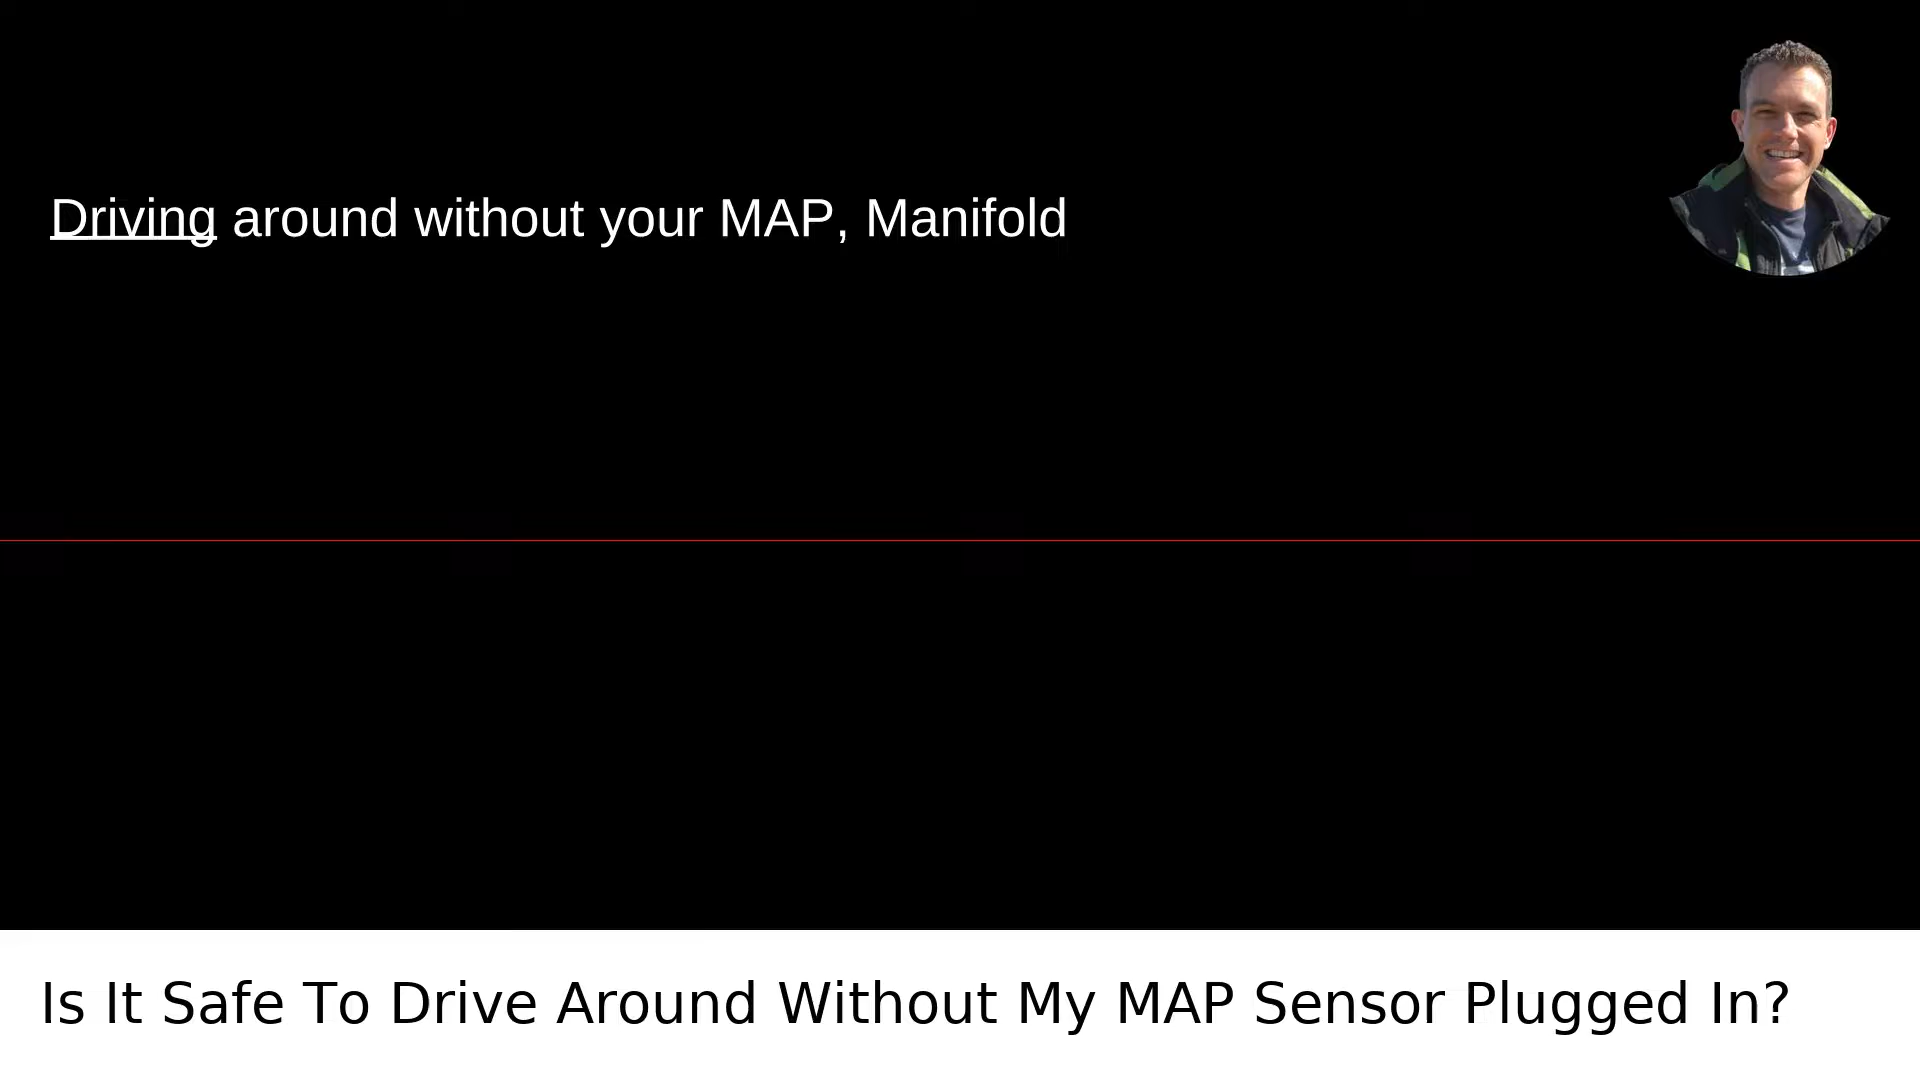 Driving around without your MAP, Manifold
Is It Safe To Drive Around Without My MAP Sensor Plugged In?